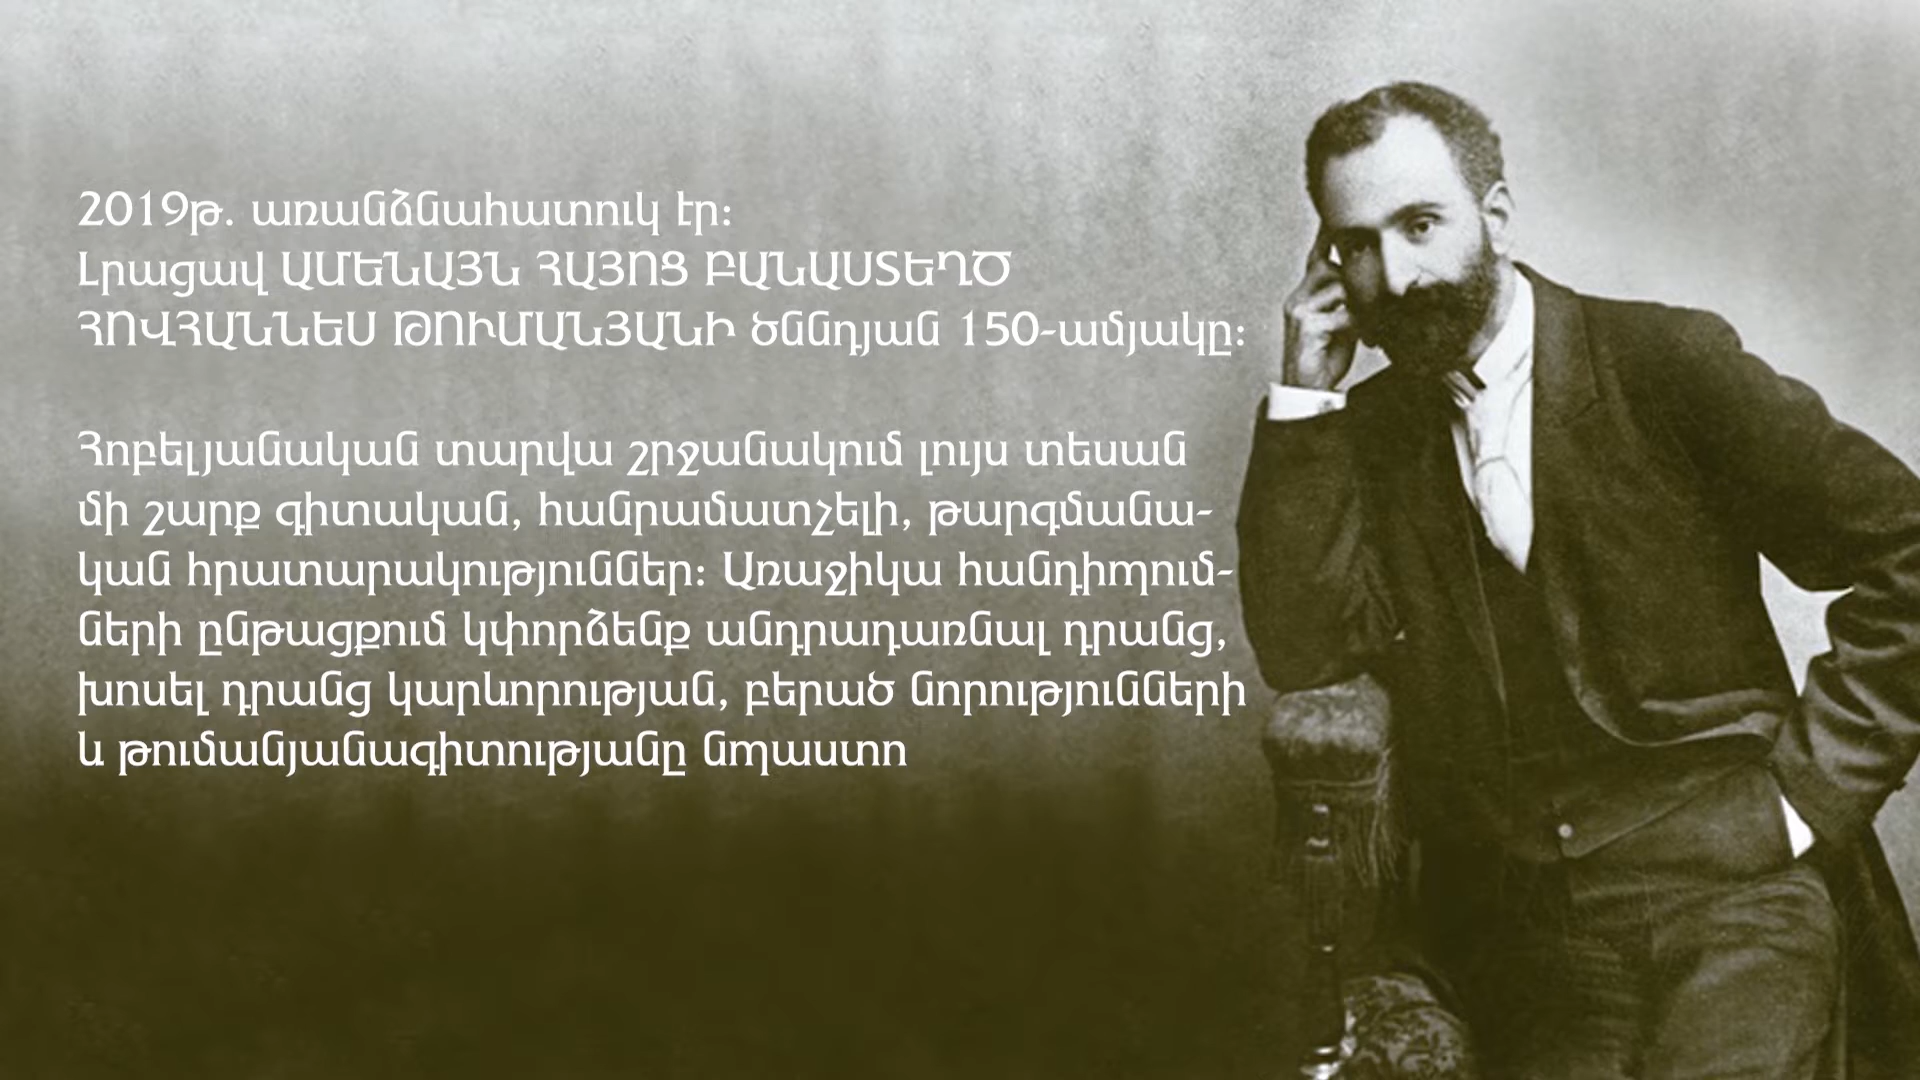 2019թ. առանձնահատուկ էր:
Լրացավ ԱՄԵՆԱՅՆ ՀԱՅՈՑ ԲԱՆԱՍՏԵՂԾ
ՀՈՎՀԱՆՆԵՍ ԹՈՒՄԱՆՅԱՆԻ ծննդյան 150-ամյակը:
Հոբելյանական տարվա շրջանակում լույս տեսան
մի շարք գիտական, հանրամատչելի, թարգմանա-
կան հրատարակություններ: Առաջիկա հանդիպում-
ների ընթացքում կփորձենք անդրադառնալ դրանց,
խոսել դրանց կարևորության, բերած նորությունների
և թումանյանագիտությանը նպաստո